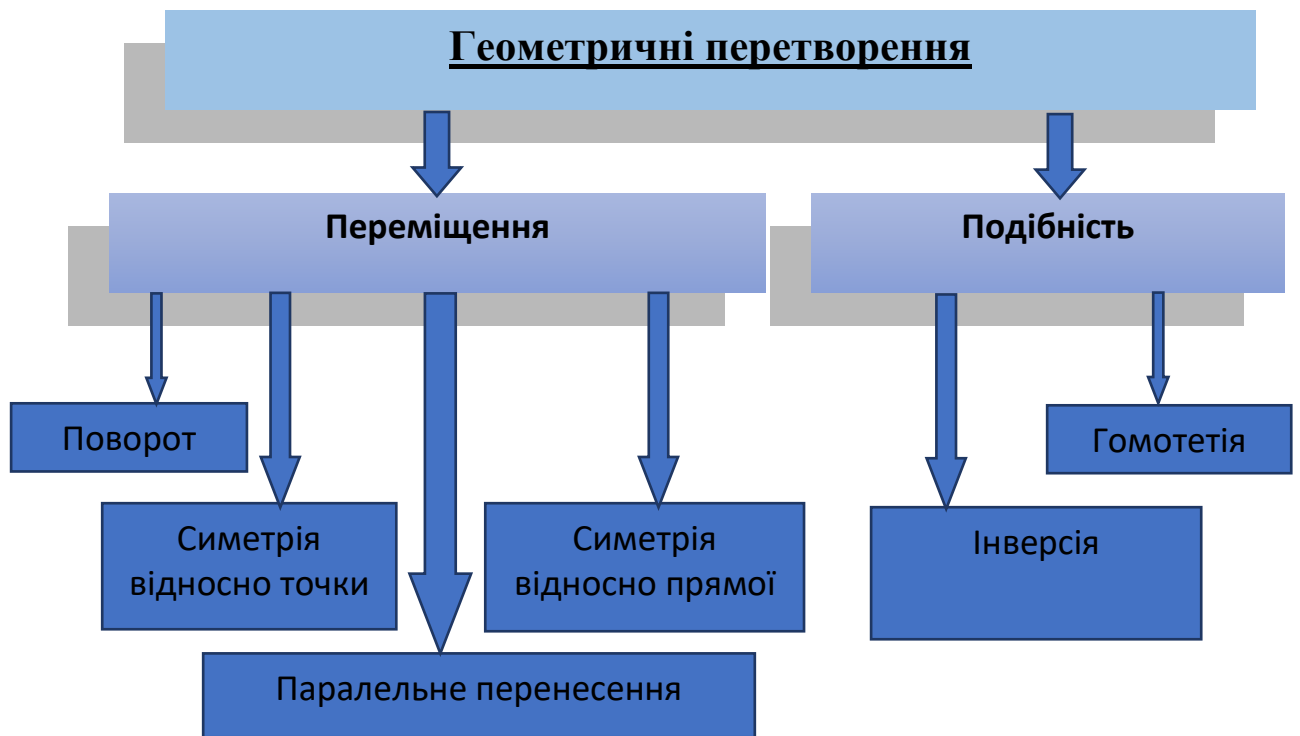 Геометричні перетворення
Переміщення
Подібність
Поворот
Гомотетія
Симетрія
відносно точки
Симетрія
відносно прямої
Інверсія
Паралельне перенесення